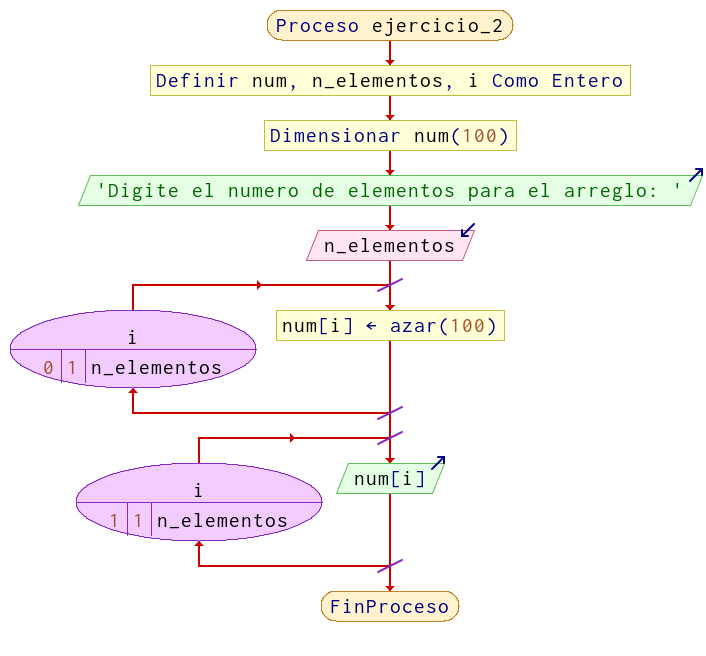 Proceso ejercicio_2
Definir num, n_elementos, i Como Entero
Dimensionar num(100)
'Digite el numero de elementos para el arreglo: '
n_elementos
i
0 1 n_elementos
num[i] ← azar(100)
i
1 1 n_elementos
num[i]
FinProceso